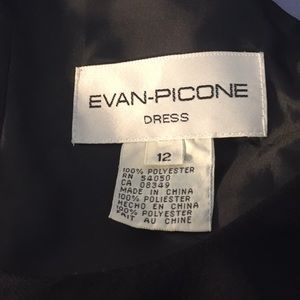 EVAN-PICONE
DRESS
12
100% POLYESTER
RN 54050
CA 08349
MADE IN CHINA
100% POLIESTER
HECHO EN CHINA
100% POLYESTER
FAIT AU CHINE